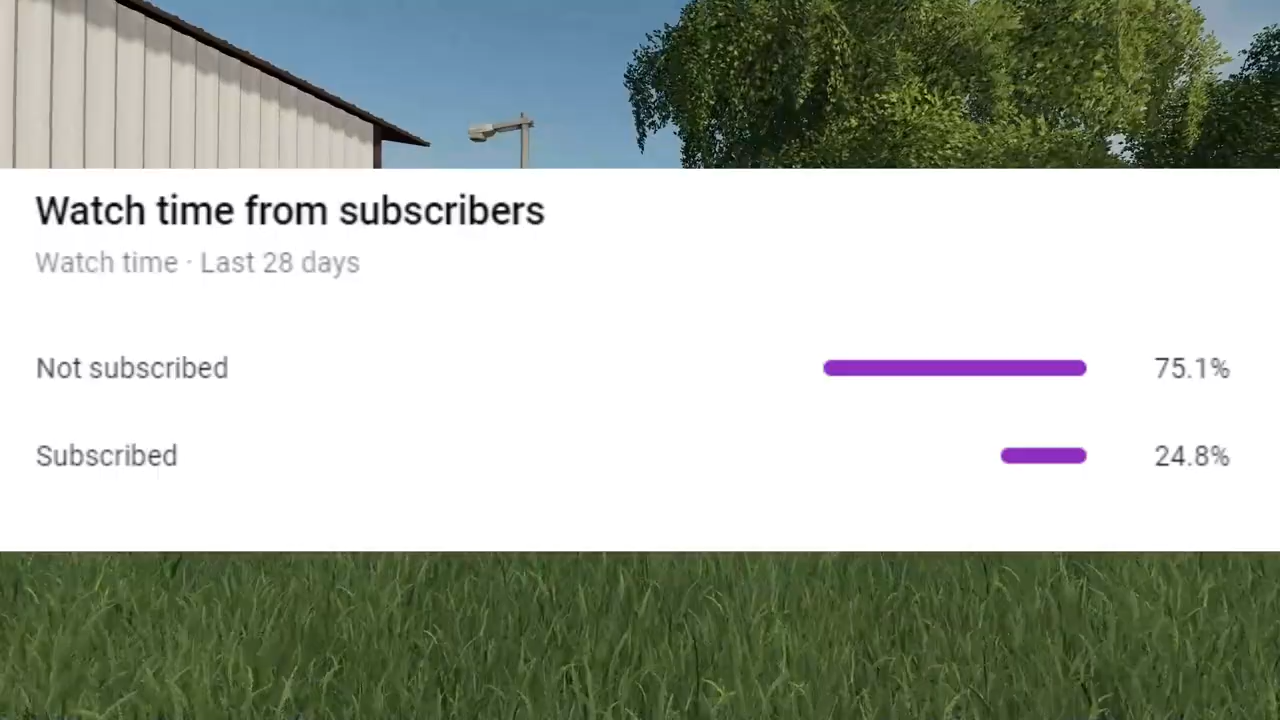 Watch time from subscribers
Watch time · Last 28 days
Not subscribed 75.1%
Subscribed 24.8%